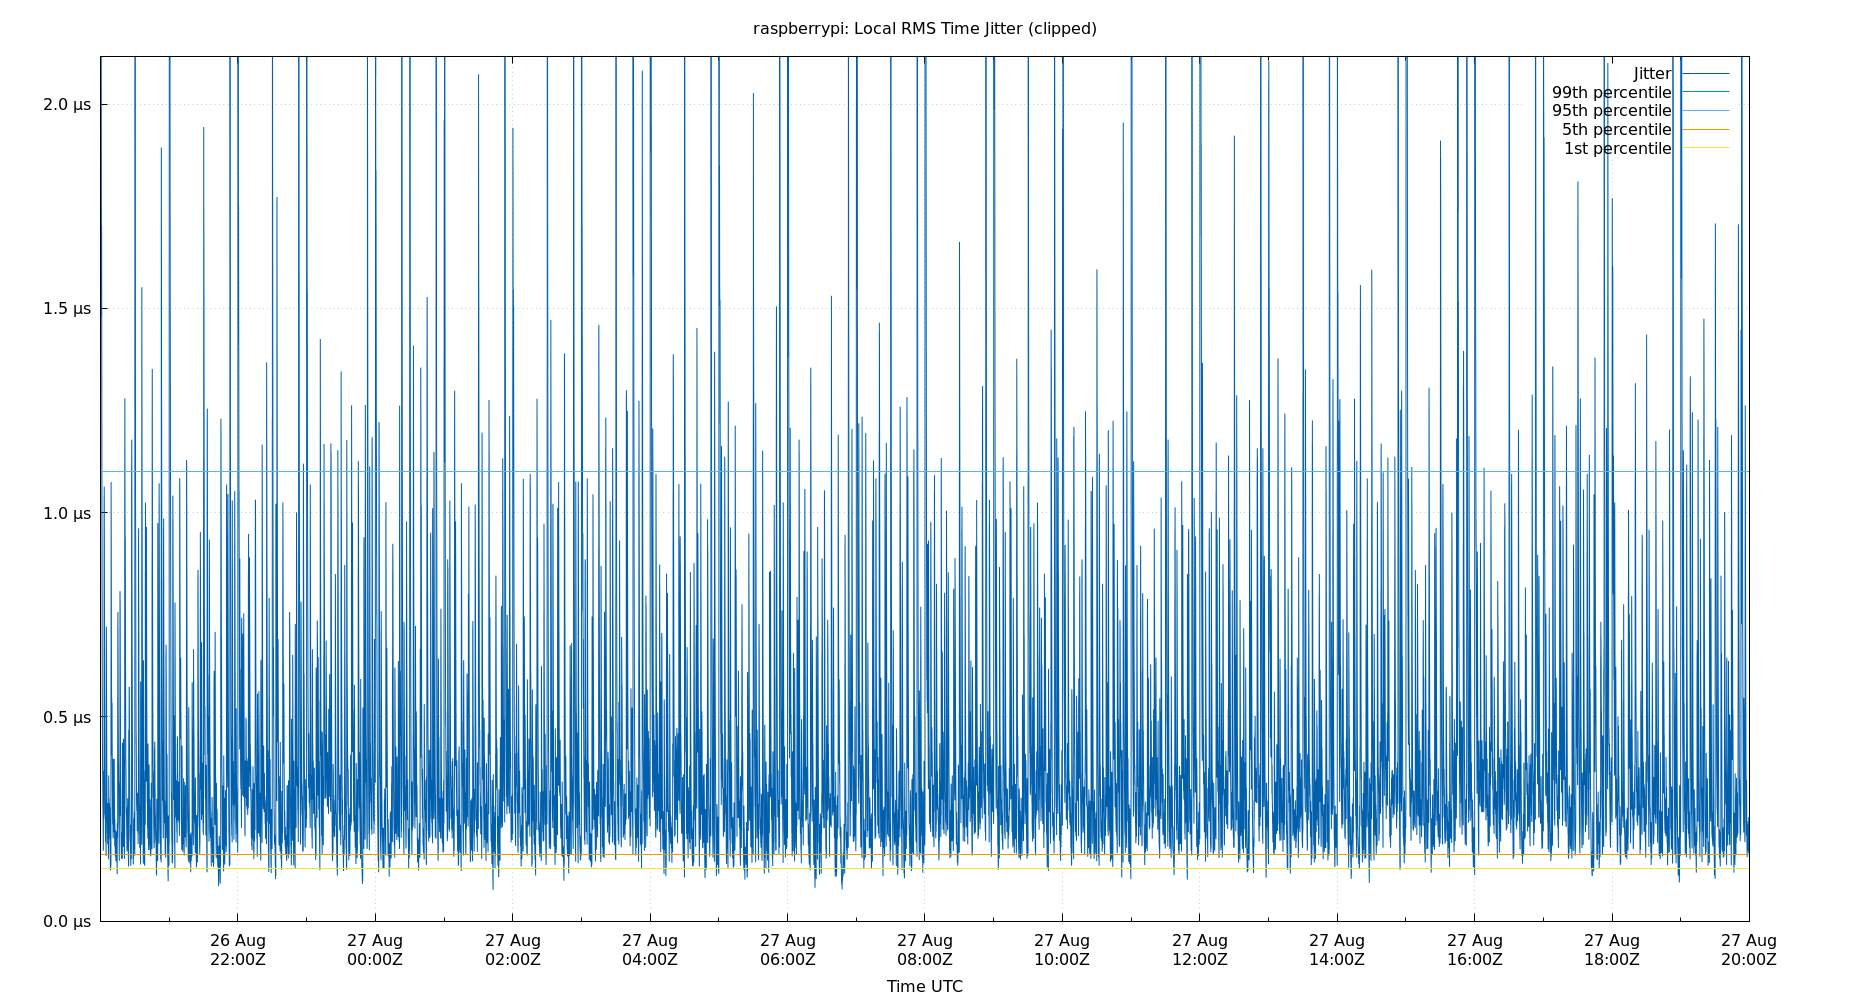 raspberrypi: Local RMS Time Jitter (clipped)
Jitter
99th percentile
95th percentile
5th percentile
1st percentile
2.0 μs
1.5 μs
1.0 μs
0.5 μs
0.0 μs
26 Aug 27 Aug 27 Aug 27 Aug 27 Aug 27 Aug 27 Aug 27 Aug 27 Aug 27 Aug 27 Aug 27 Aug
22:00Z 00:00Z 02:00Z 04:00Z 06:00Z 08:00Z 10:00Z 12:00Z 14:00Z 16:00Z 18:00Z 20:00Z
Time UTC